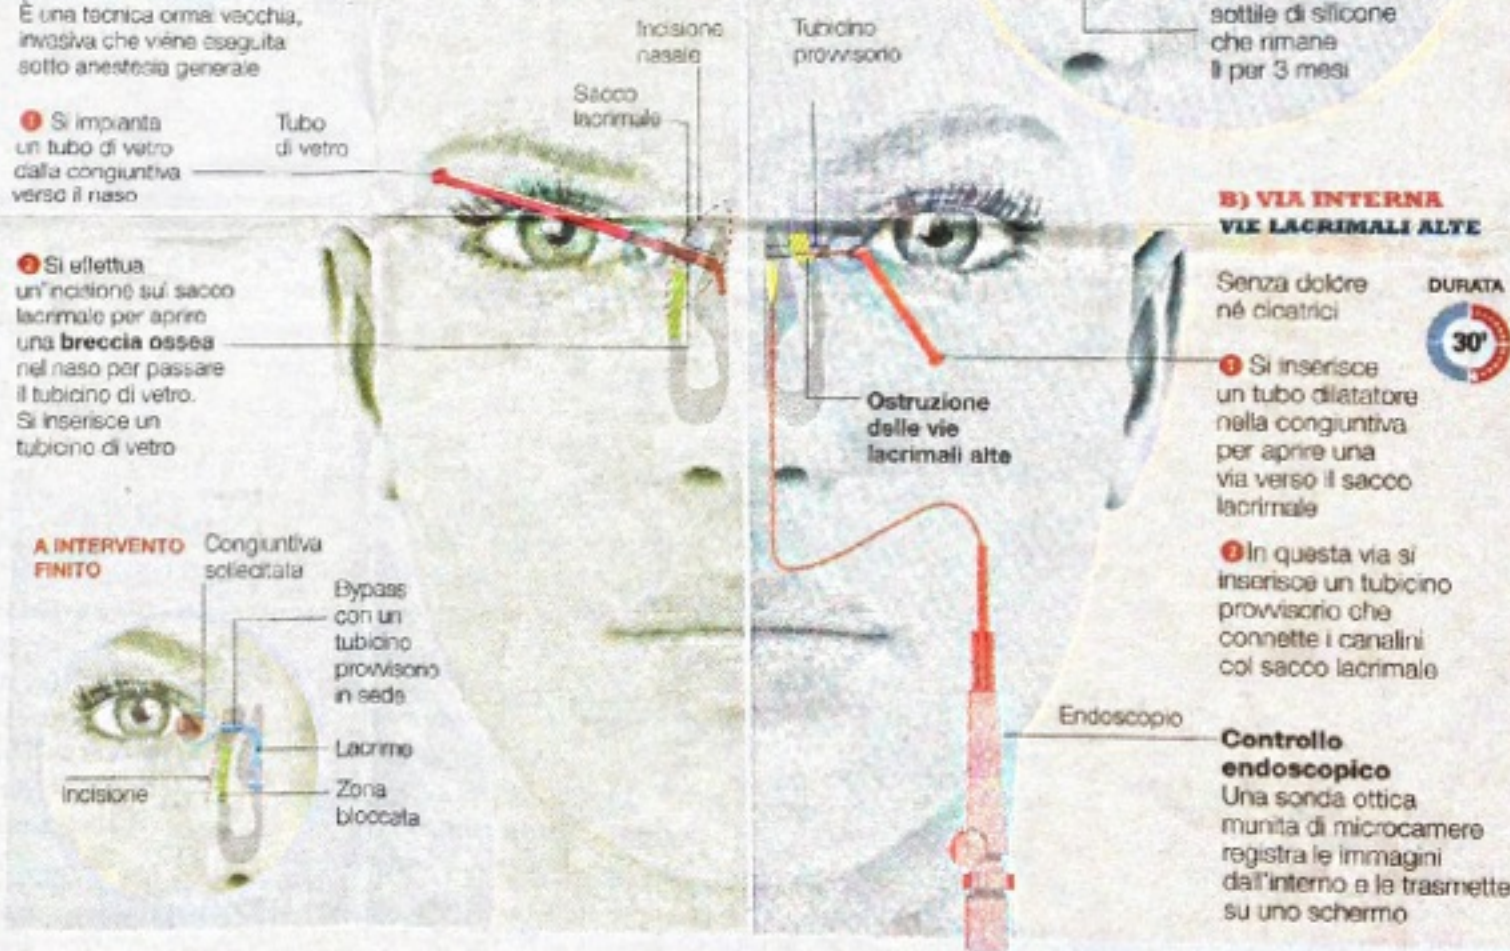 È una tecnica ormai vecchia,
invasiva che viene eseguita
sotto anestesia generale
1 Si impianta
un tubo di vetro
dalla congiuntiva
verso il naso
Tubo
di vetro
2 Si effettua
un'incisione sul sacco
lacrimale per aprire
una breccia ossea
nel naso per passare
il tubicino di vetro.
Si inserisce un
tubicino di vetro
Incisione
nasale
Sacco
lacrimale
Tubicino
provvisorio
Ostruzione
delle vie
lacrimali alte
A INTERVENTO
FINITO
Congiuntiva
sollecitata
Bypass
con un
tubicino
provvisorio
in sede
Lacrime
Zona
bloccata
Incisione
sottile di silicone
che rimane
lì per 3 mesi
B) VIA INTERNA
VIE LACRIMALI ALTE
Senza dolore
né cicatrici
DURATA
30'
1 Si inserisce
un tubo dilatatore
nella congiuntiva
per aprire una
via verso il sacco
lacrimale
2 In questa via si
inserisce un tubicino
provvisorio che
connette i canalini
col sacco lacrimale
Endoscopio
Controllo
endoscopico
Una sonda ottica
munita di microcamere
registra le immagini
dall'interno e le trasmette
su uno schermo